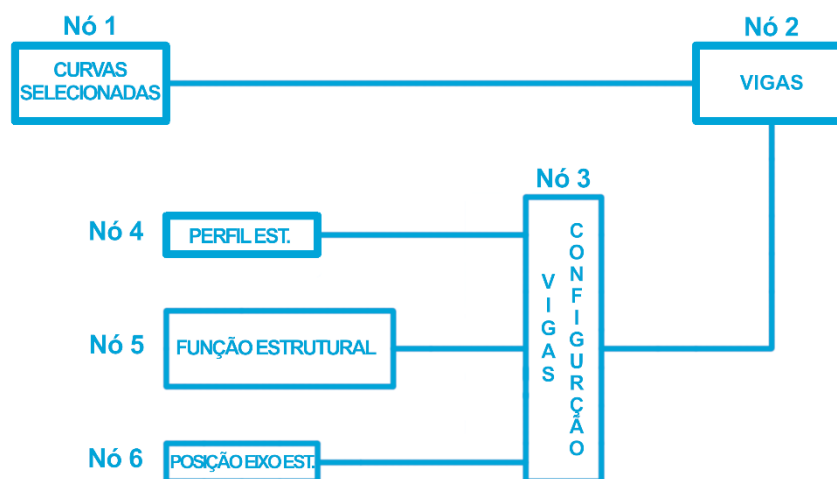 Nó 1
CURVAS
SELECIONADAS
Nó 2
VIGAS
Nó 3
VIGAS
CONFIGURÇÃO
Nó 4
PERFIL EST.
Nó 5
FUNÇÃO ESTRUTURAL
Nó 6
POSIÇÃO EIXO EST.